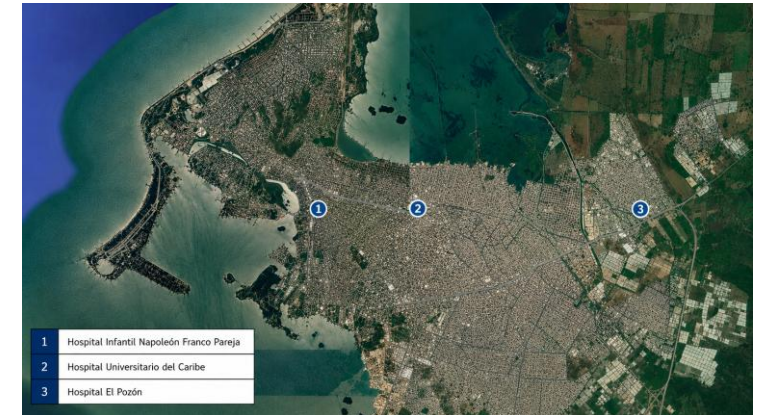 1
2
3
1 Hospital Infantil Napoleón Franco Pareja
2 Hospital Universitario del Caribe
3 Hospital El Pozón